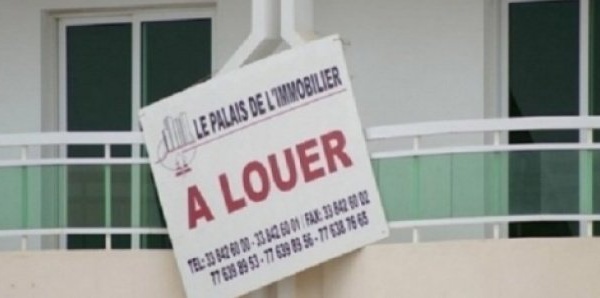 LE PALAIS DE L'IMMOBILIER
A LOUER
TEL: 33 842 60 00 - 33 842 60 01 | FAX: 33 842 60 02
77 639 89 53 - 77 639 89 56 - 77 638 76 65